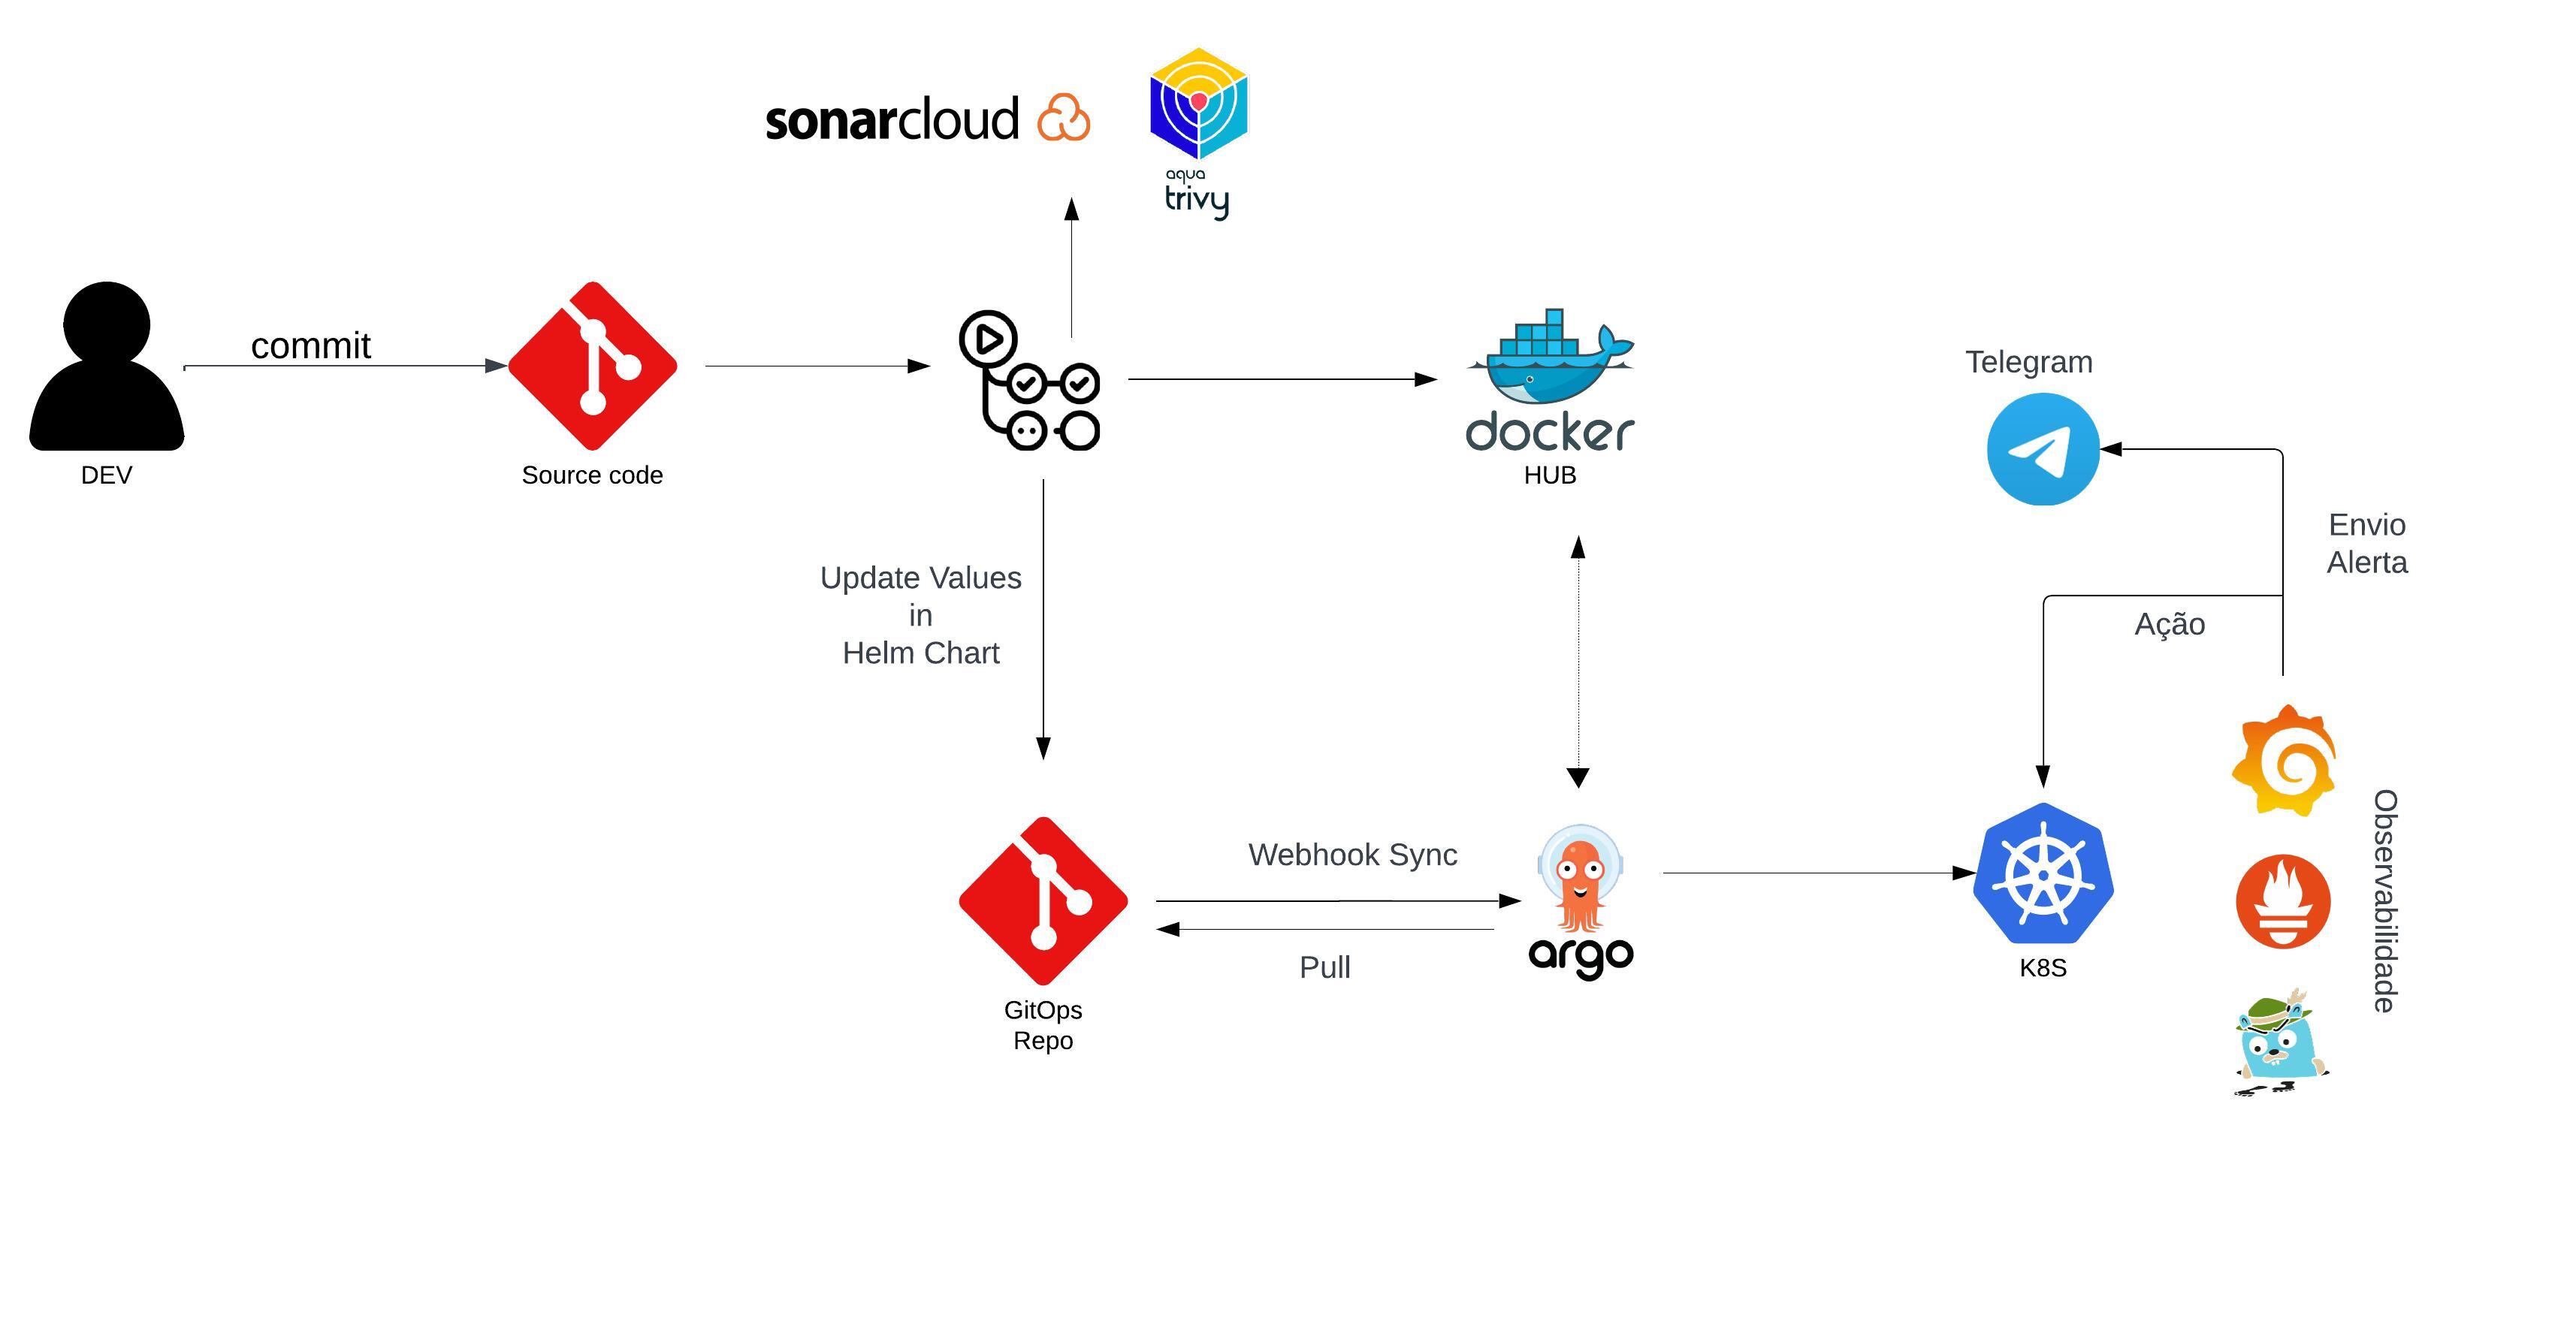 sonarcloud
aqua
trivy
commit
DEV
Source code
docker
HUB
Telegram
Envio
Alerta
Ação
Update Values
in
Helm Chart
Webhook Sync
Pull
argo
GitOps
Repo
K8S
Observabilidade